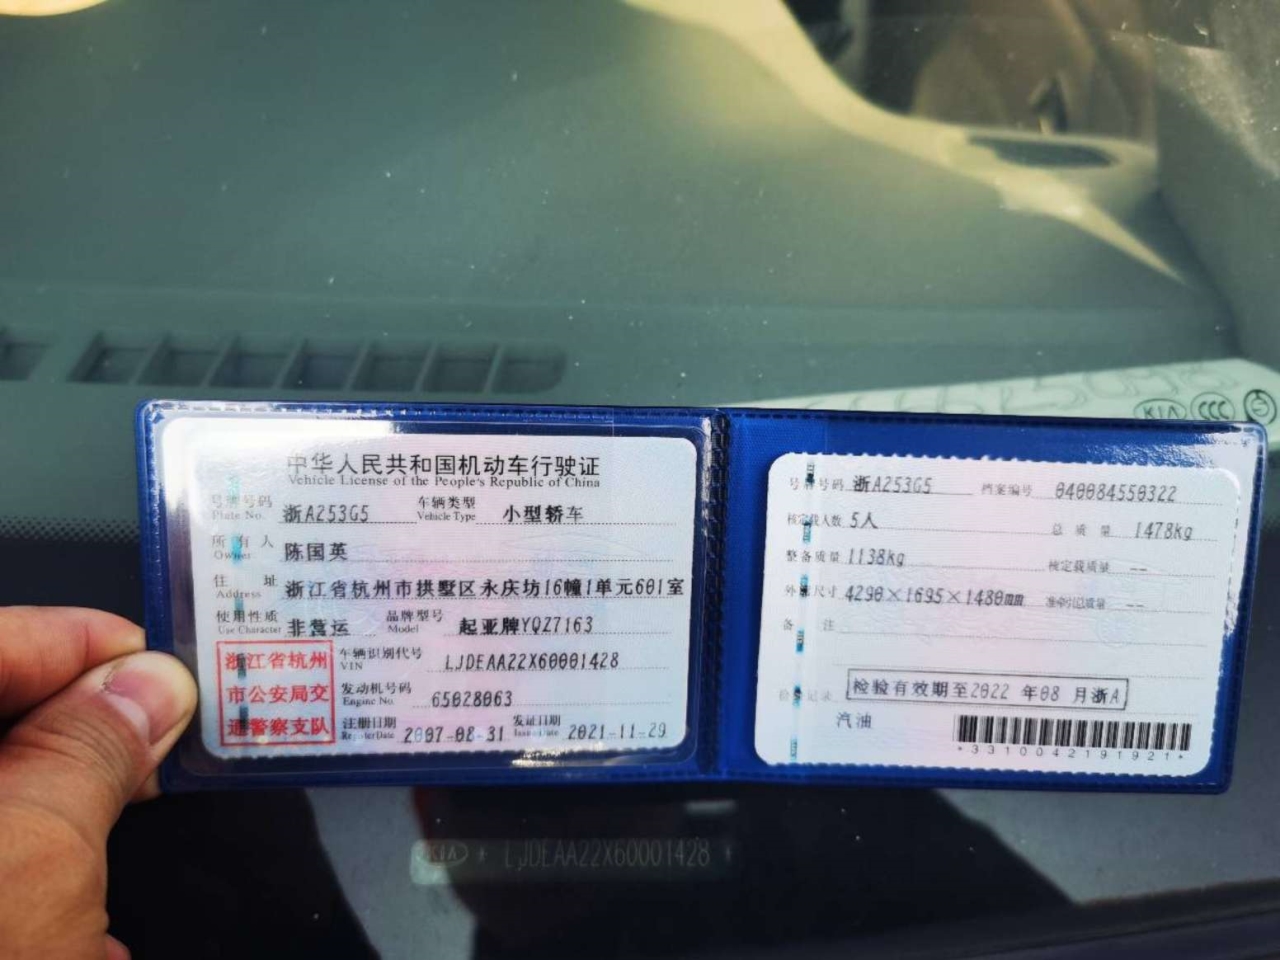 中华人民共和国机动车行驶证
Vehicle License of the People's Republic of China
号牌号码 浙A253G5 车辆类型 小型轿车
Plate No. Vehicle Type
所有人 陈国英
Owner
住址 浙江省杭州市拱墅区永庆坊16幢1单元601室
Address
使用性质 非营运 品牌型号 起亚牌YQZ7163
Use Character Model
浙江省杭州
市公安局交
通警察支队
车辆识别代号 LJDEAA22X60001428
VIN
发动机号码 65028063
Engine No.
注册日期 2007-08-31 发证日期 2021-11-29
Register Date Issue Date
号牌号码 浙A253G5 档案编号 040084550322
核定载人数 5人 总质量 1478kg
整备质量 1138kg 核定载质量 --
外廓尺寸 4290×1695×1480mm 准牵引总质量 --
备注
检验记录 检验有效期至2022年08月浙A
汽油
*3310042191921*
KIA CCC
KIA * LJDEAA22X60001428 *